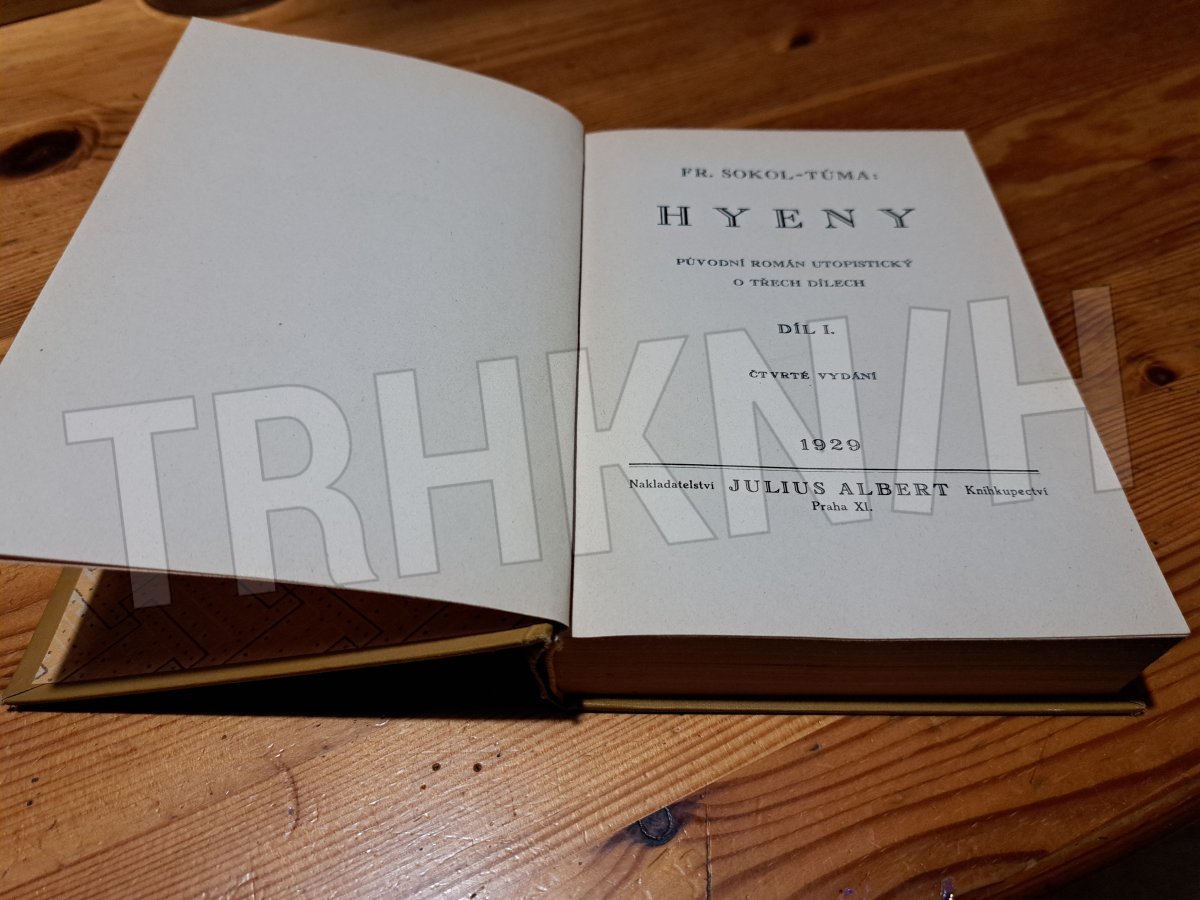 FR. SOKOL-TŮMA:
HYENY
PŮVODNÍ ROMÁN UTOPISTICKÝ
O TŘECH DÍLECH
DÍL I.
ČTVRTÉ VYDÁNÍ
1929
Nakladatelství JULIUS ALBERT Knihkupectví
Praha XI.
TRHKNIH